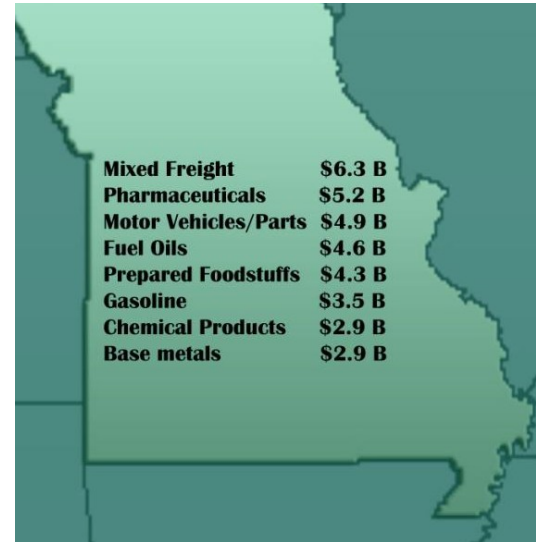 Mixed Freight $6.3 B
Pharmaceuticals $5.2 B
Motor Vehicles/Parts $4.9 B
Fuel Oils $4.6 B
Prepared Foodstuffs $4.3 B
Gasoline $3.5 B
Chemical Products $2.9 B
Base metals $2.9 B